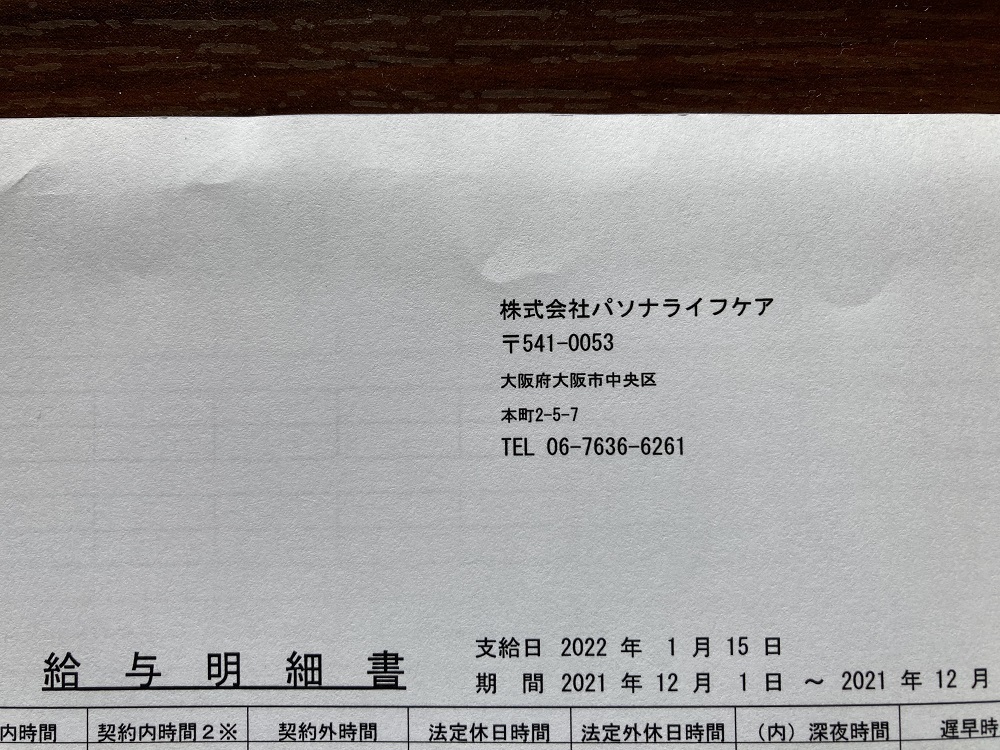 株式会社パソナライフケア
〒541-0053
大阪府大阪市中央区
本町2-5-7
TEL 06-7636-6261
給与明細書
支給日 2022 年 1 月 15 日
期 間 2021 年 12 月 1 日 ～ 2021 年 12 月
内時間 契約内時間２※ 契約外時間 法定休日時間 法定外休日時間 （内）深夜時間 遅早時